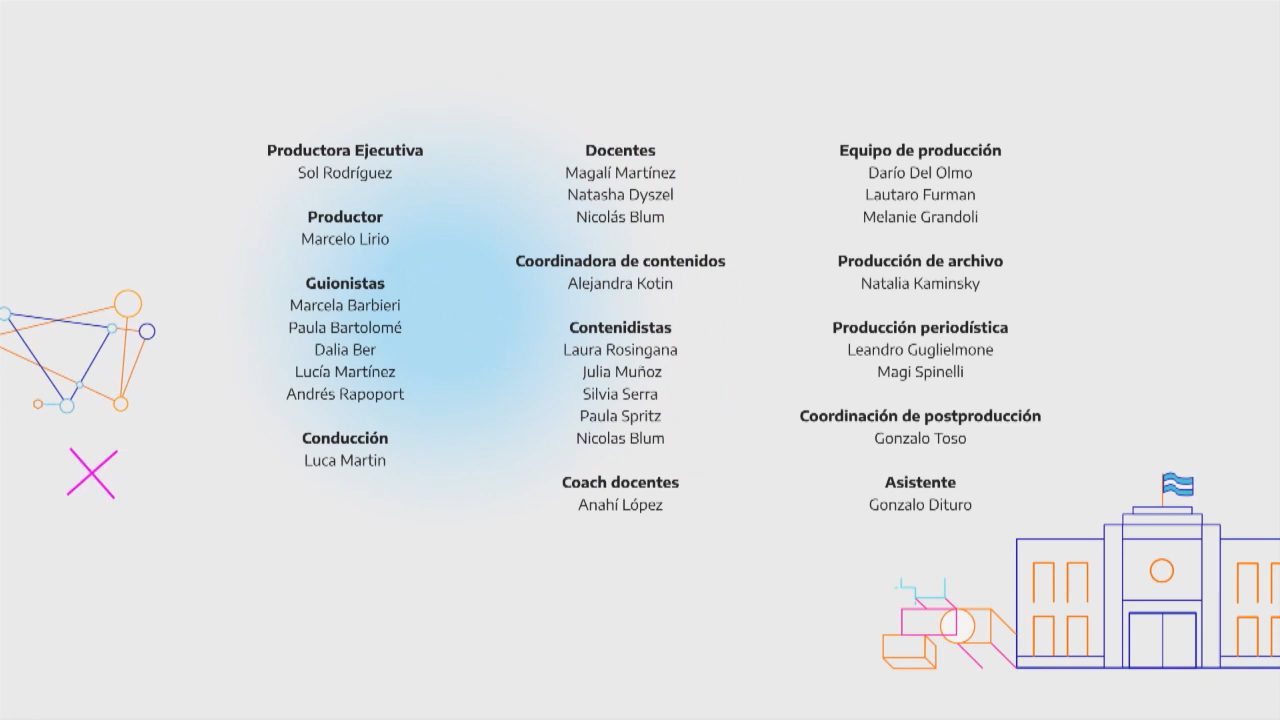 Productora Ejecutiva
Sol Rodríguez
Productor
Marcelo Lirio
Guionistas
Marcela Barbieri
Paula Bartolomé
Dalia Ber
Lucía Martínez
Andrés Rapoport
Conducción
Luca Martin
Docentes
Magalí Martínez
Natasha Dyszel
Nicolás Blum
Coordinadora de contenidos
Alejandra Kotin
Contenidistas
Laura Rosingana
Julia Muñoz
Silvia Serra
Paula Spritz
Nicolas Blum
Coach docentes
Anahí López
Equipo de producción
Darío Del Olmo
Lautaro Furman
Melanie Grandoli
Producción de archivo
Natalia Kaminsky
Producción periodística
Leandro Guglielmone
Magi Spinelli
Coordinación de postproducción
Gonzalo Toso
Asistente
Gonzalo Dituro